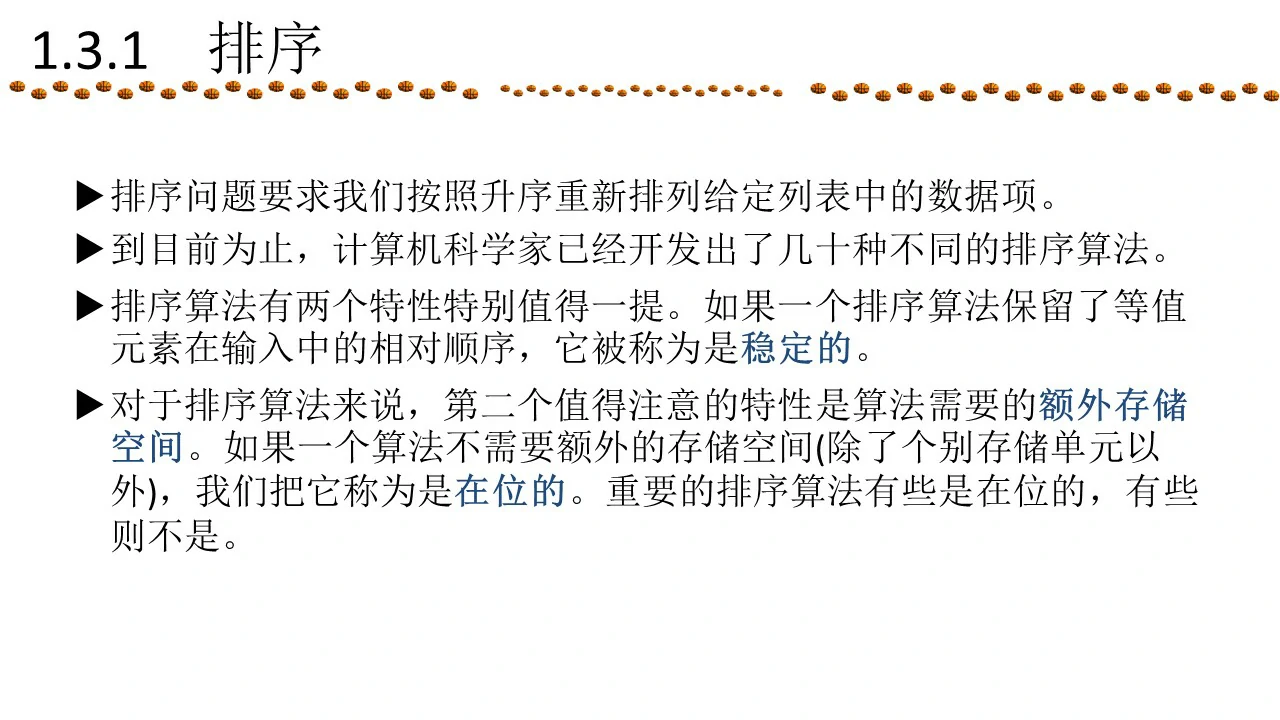 1.3.1 排序
▶排序问题要求我们按照升序重新排列给定列表中的数据项。
▶到目前为止，计算机科学家已经开发出了几十种不同的排序算法。
▶排序算法有两个特性特别值得一提。如果一个排序算法保留了等值
元素在输入中的相对顺序，它被称为是稳定的。
▶对于排序算法来说，第二个值得注意的特性是算法需要的额外存储
空间。如果一个算法不需要额外的存储空间(除了个别存储单元以
外)，我们把它称为是在位的。重要的排序算法有些是在位的，有些
则不是。